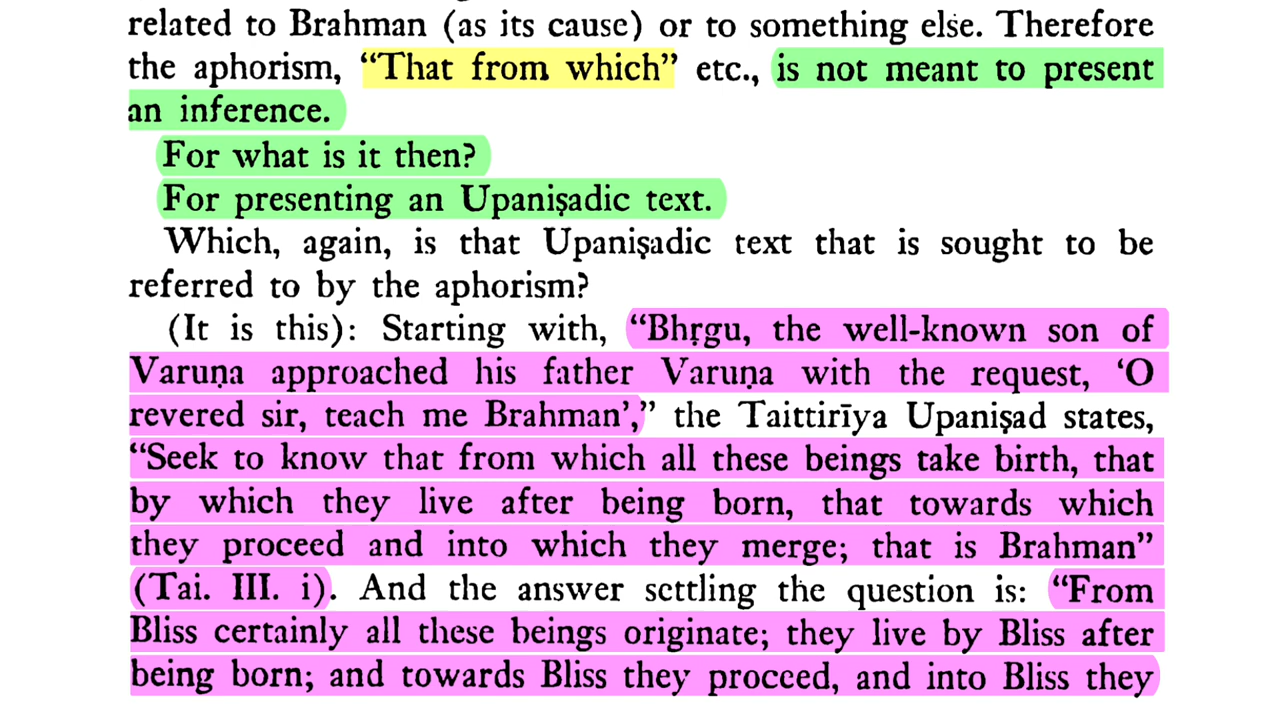 related to Brahman (as its cause) or to something else. Therefore
the aphorism, “That from which” etc., is not meant to present
an inference.
For what is it then?
For presenting an Upaniṣadic text.
Which, again, is that Upaniṣadic text that is sought to be
referred to by the aphorism?
(It is this): Starting with, “Bhṛgu, the well-known son of
Varuṇa approached his father Varuṇa with the request, ‘O
revered sir, teach me Brahman’,” the Taittirīya Upaniṣad states,
“Seek to know that from which all these beings take birth, that
by which they live after being born, that towards which
they proceed and into which they merge; that is Brahman”
(Tai. III. i). And the answer settling the question is: “From
Bliss certainly all these beings originate; they live by Bliss after
being born; and towards Bliss they proceed, and into Bliss they